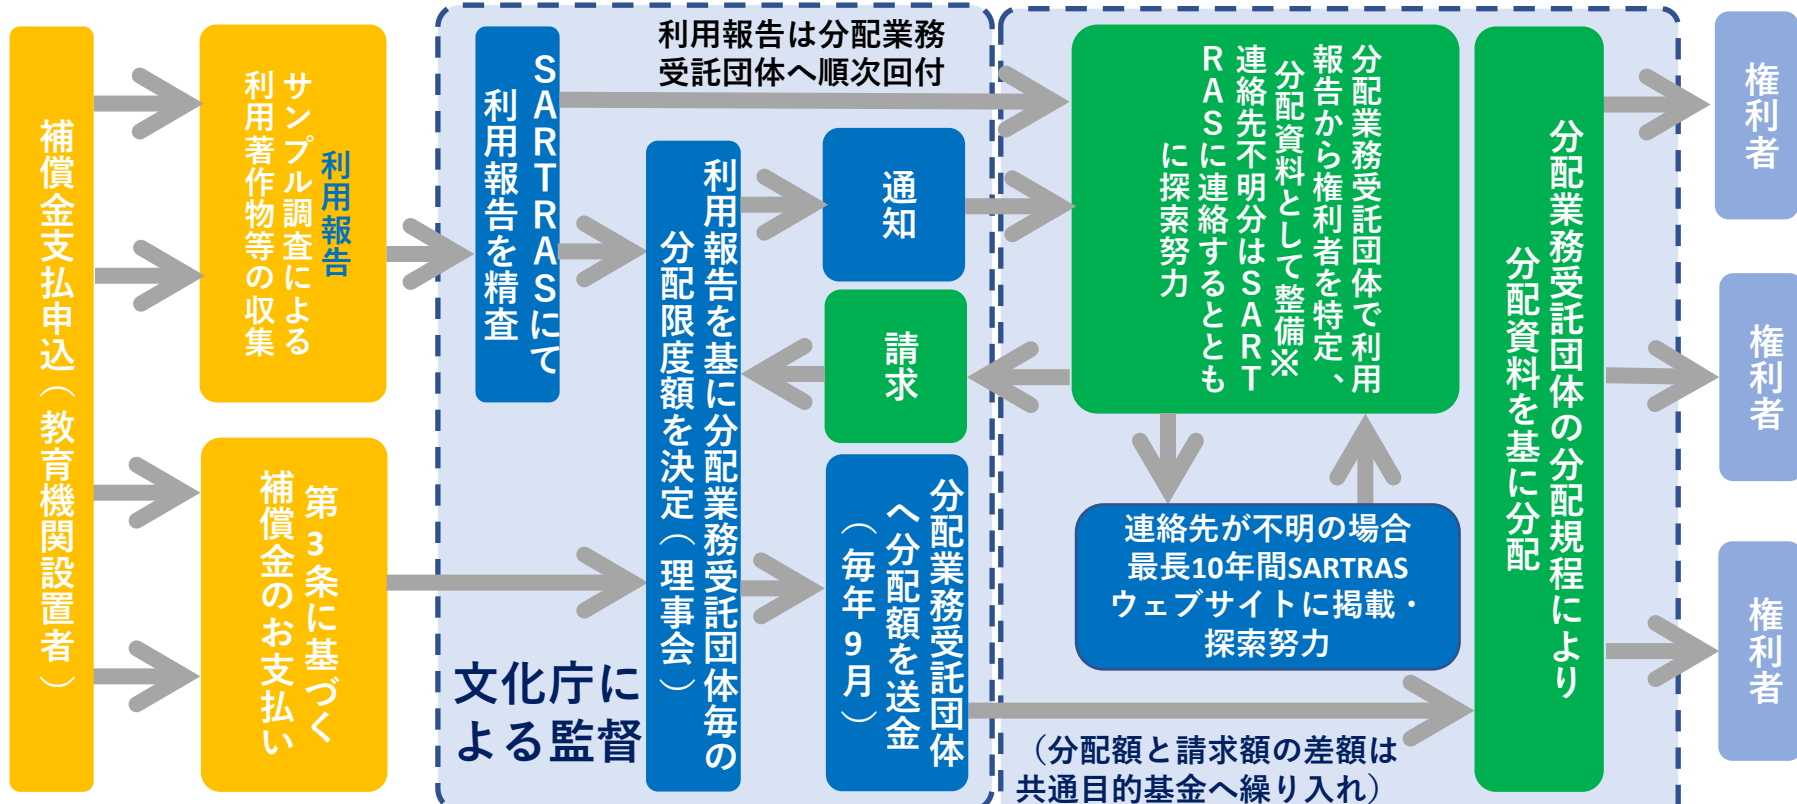 補償金支払申込（教育機関設置者）
利用報告
サンプル調査による
利用著作物等の収集
第3条に基づく
補償金のお支払い
SARTRASにて
利用報告を精査
利用報告は分配業務
受託団体へ順次回付
利用報告を基に分配業務受託団体毎の
分配限度額を決定（理事会）
通知
請求
分配業務受託団体
へ分配額を送金
（毎年9月）
文化庁に
よる監督
分配業務受託団体で利用
報告から権利者を特定、
分配資料として整備※
連絡先不明分はSART
RASに連絡するととも
に探索努力
連絡先が不明の場合
最長10年間SARTRAS
ウェブサイトに掲載・
探索努力
（分配額と請求額の差額は
共通目的基金へ繰り入れ）
分配業務受託団体の分配規程により
分配資料を基に分配
権利者
権利者
権利者